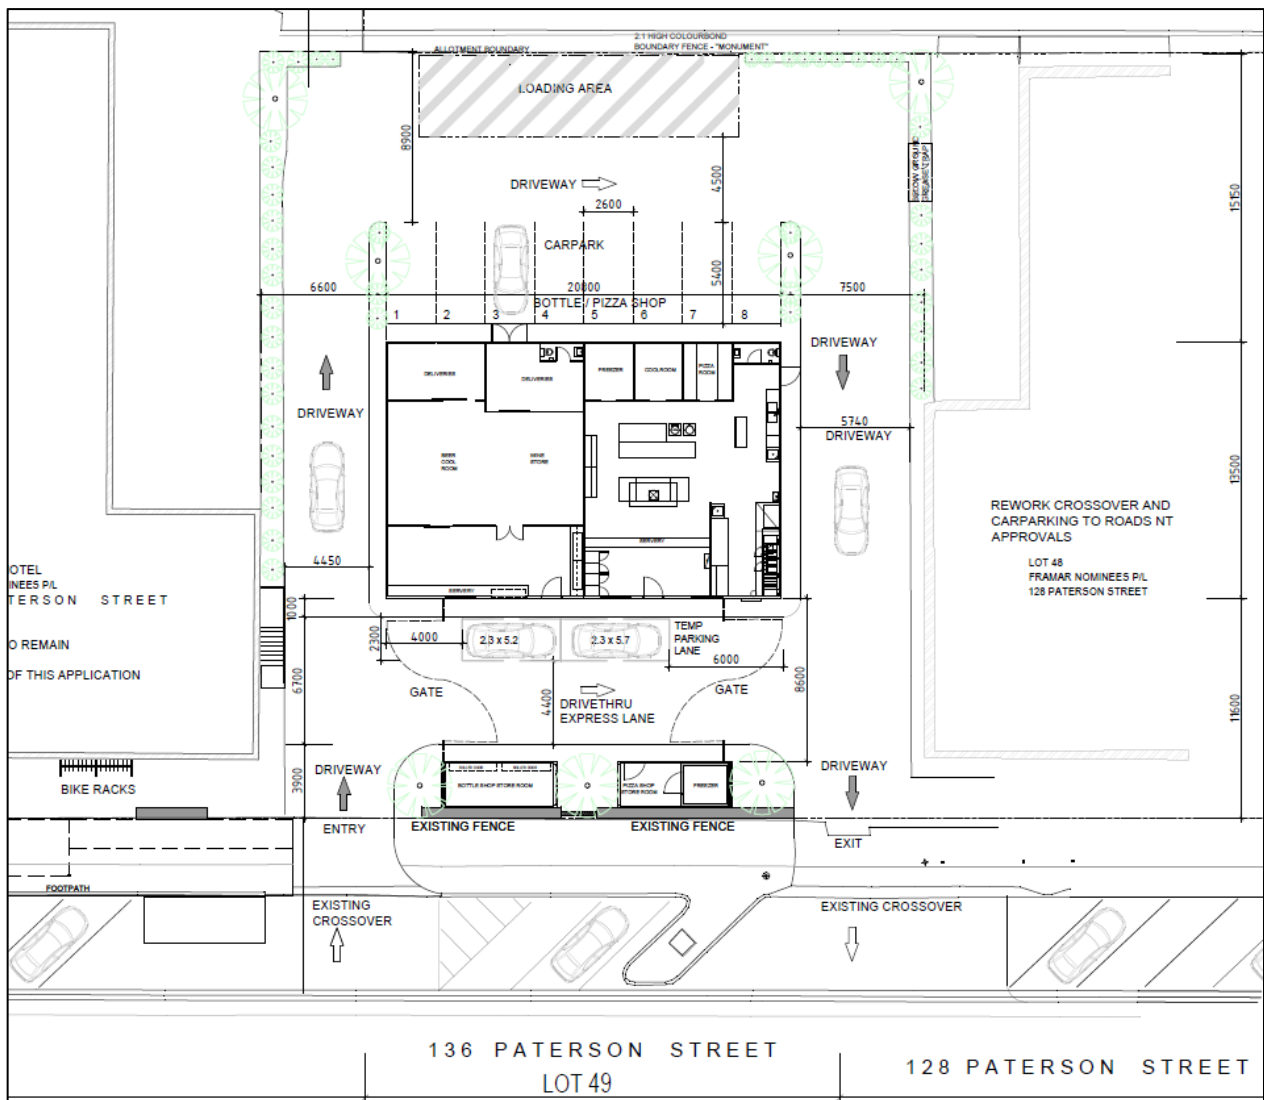 2.1 HIGH COLOURBOND
BOUNDARY FENCE - "MONUMENT"
ALLOTMENT BOUNDARY
LOADING AREA
8900
DRIVEWAY
4500
2600
15150
CARPARK
5400
6600
20800
7500
BOTTLE / PIZZA SHOP
1
2
3
4
5
6
7
8
DRIVEWAY
DELIVERIES
DELIVERIES
FREEZER
COOLROOM
PIZZA
ROOM
DRIVEWAY
5740
DRIVEWAY
BEER
COOL
ROOM
WINE
STORE
13500
REWORK CROSSOVER AND
CARPARKING TO ROADS NT
APPROVALS
SERVERY
4450
LOT 48
FRAMAR NOMINEES P/L
128 PATERSON STREET
OTEL
INEES P/L
TERSON STREET
SERVERY
1000
2300
4000
2.3 x 5.2
2.3 x 5.7
TEMP
PARKING
LANE
6000
O REMAIN
OF THIS APPLICATION
6700
GATE
4400
DRIVETHRU
EXPRESS LANE
GATE
8600
11600
DRIVEWAY
3900
BOTTLE SHOP STORE ROOM
PIZZA SHOP
STORE ROOM
FREEZER
DRIVEWAY
BIKE RACKS
ENTRY
EXISTING FENCE
EXISTING FENCE
EXIT
FOOTPATH
EXISTING
CROSSOVER
EXISTING CROSSOVER
136 PATERSON STREET
LOT 49
128 PATERSON STREET